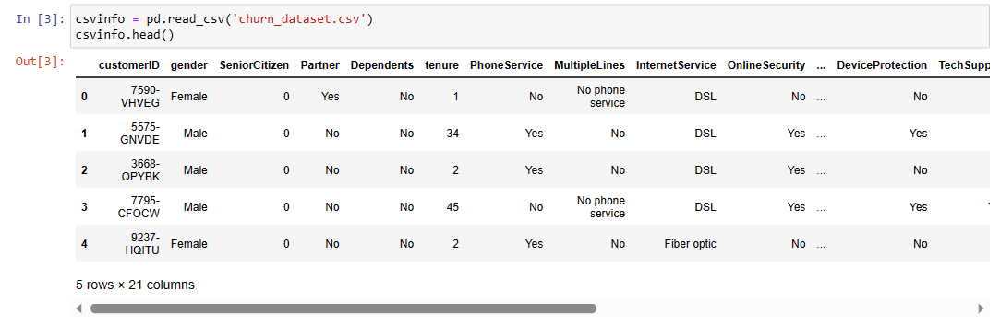 In [3]: csvinfo = pd.read_csv('churn_dataset.csv')
csvinfo.head()
Out[3]:
customerID gender SeniorCitizen Partner Dependents tenure PhoneService MultipleLines InternetService OnlineSecurity ... DeviceProtection TechSupp
0 7590-VHVEG Female 0 Yes No 1 No No phone service DSL No ... No
1 5575-GNVDE Male 0 No No 34 Yes No DSL Yes ... Yes
2 3668-QPYBK Male 0 No No 2 Yes No DSL Yes ... No
3 7795-CFOCW Male 0 No No 45 No No phone service DSL Yes ... Yes
4 9237-HQITU Female 0 No No 2 Yes No Fiber optic No ... No
5 rows × 21 columns